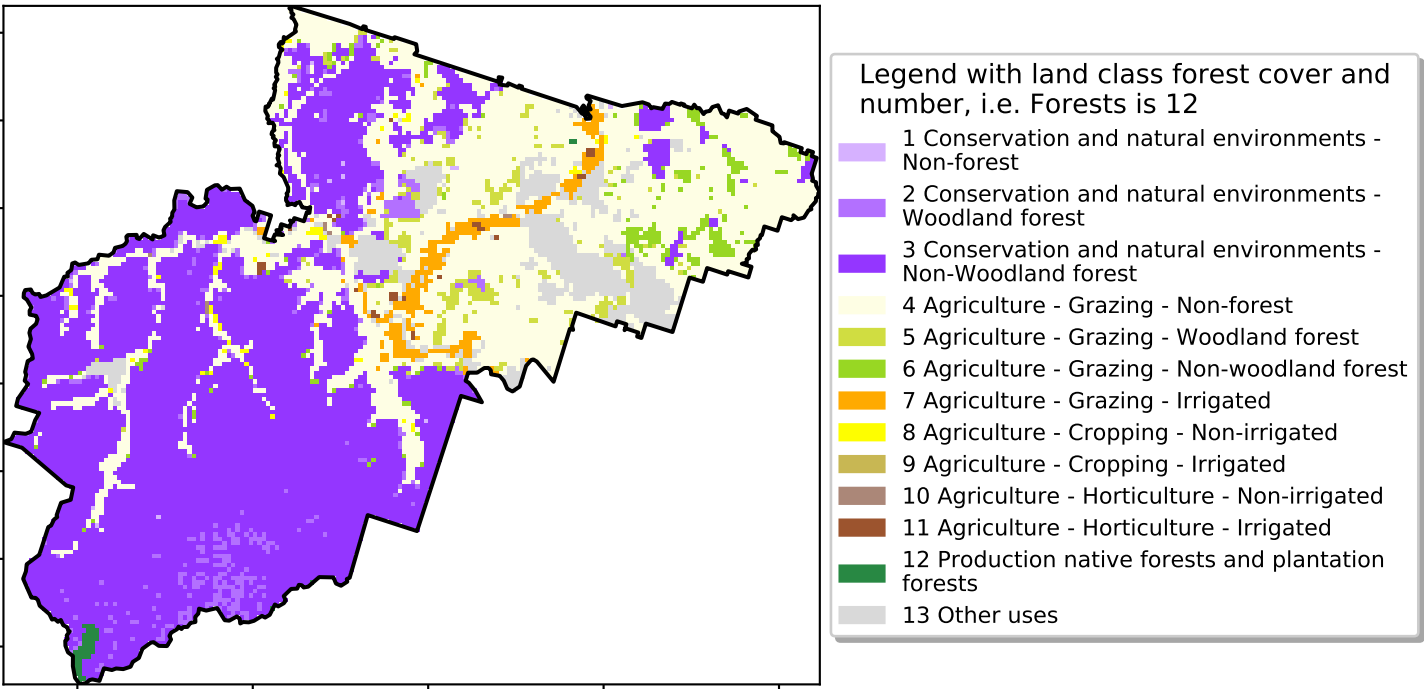 Legend with land class forest cover and
number, i.e. Forests is 12
1 Conservation and natural environments -
Non-forest
2 Conservation and natural environments -
Woodland forest
3 Conservation and natural environments -
Non-Woodland forest
4 Agriculture - Grazing - Non-forest
5 Agriculture - Grazing - Woodland forest
6 Agriculture - Grazing - Non-woodland forest
7 Agriculture - Grazing - Irrigated
8 Agriculture - Cropping - Non-irrigated
9 Agriculture - Cropping - Irrigated
10 Agriculture - Horticulture - Non-irrigated
11 Agriculture - Horticulture - Irrigated
12 Production native forests and plantation
forests
13 Other uses